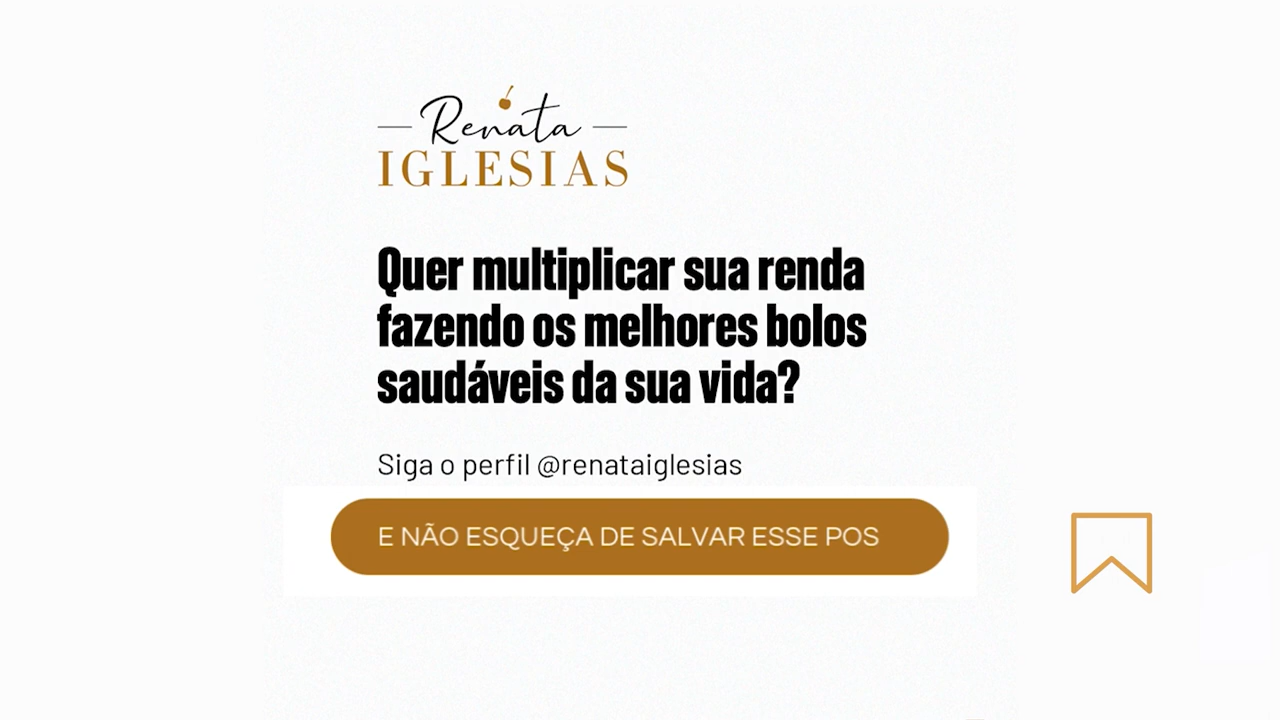 Renata
IGLESIAS
Quer multiplicar sua renda
fazendo os melhores bolos
saudáveis da sua vida?
Siga o perfil @renataiglesias
E NÃO ESQUEÇA DE SALVAR ESSE POS